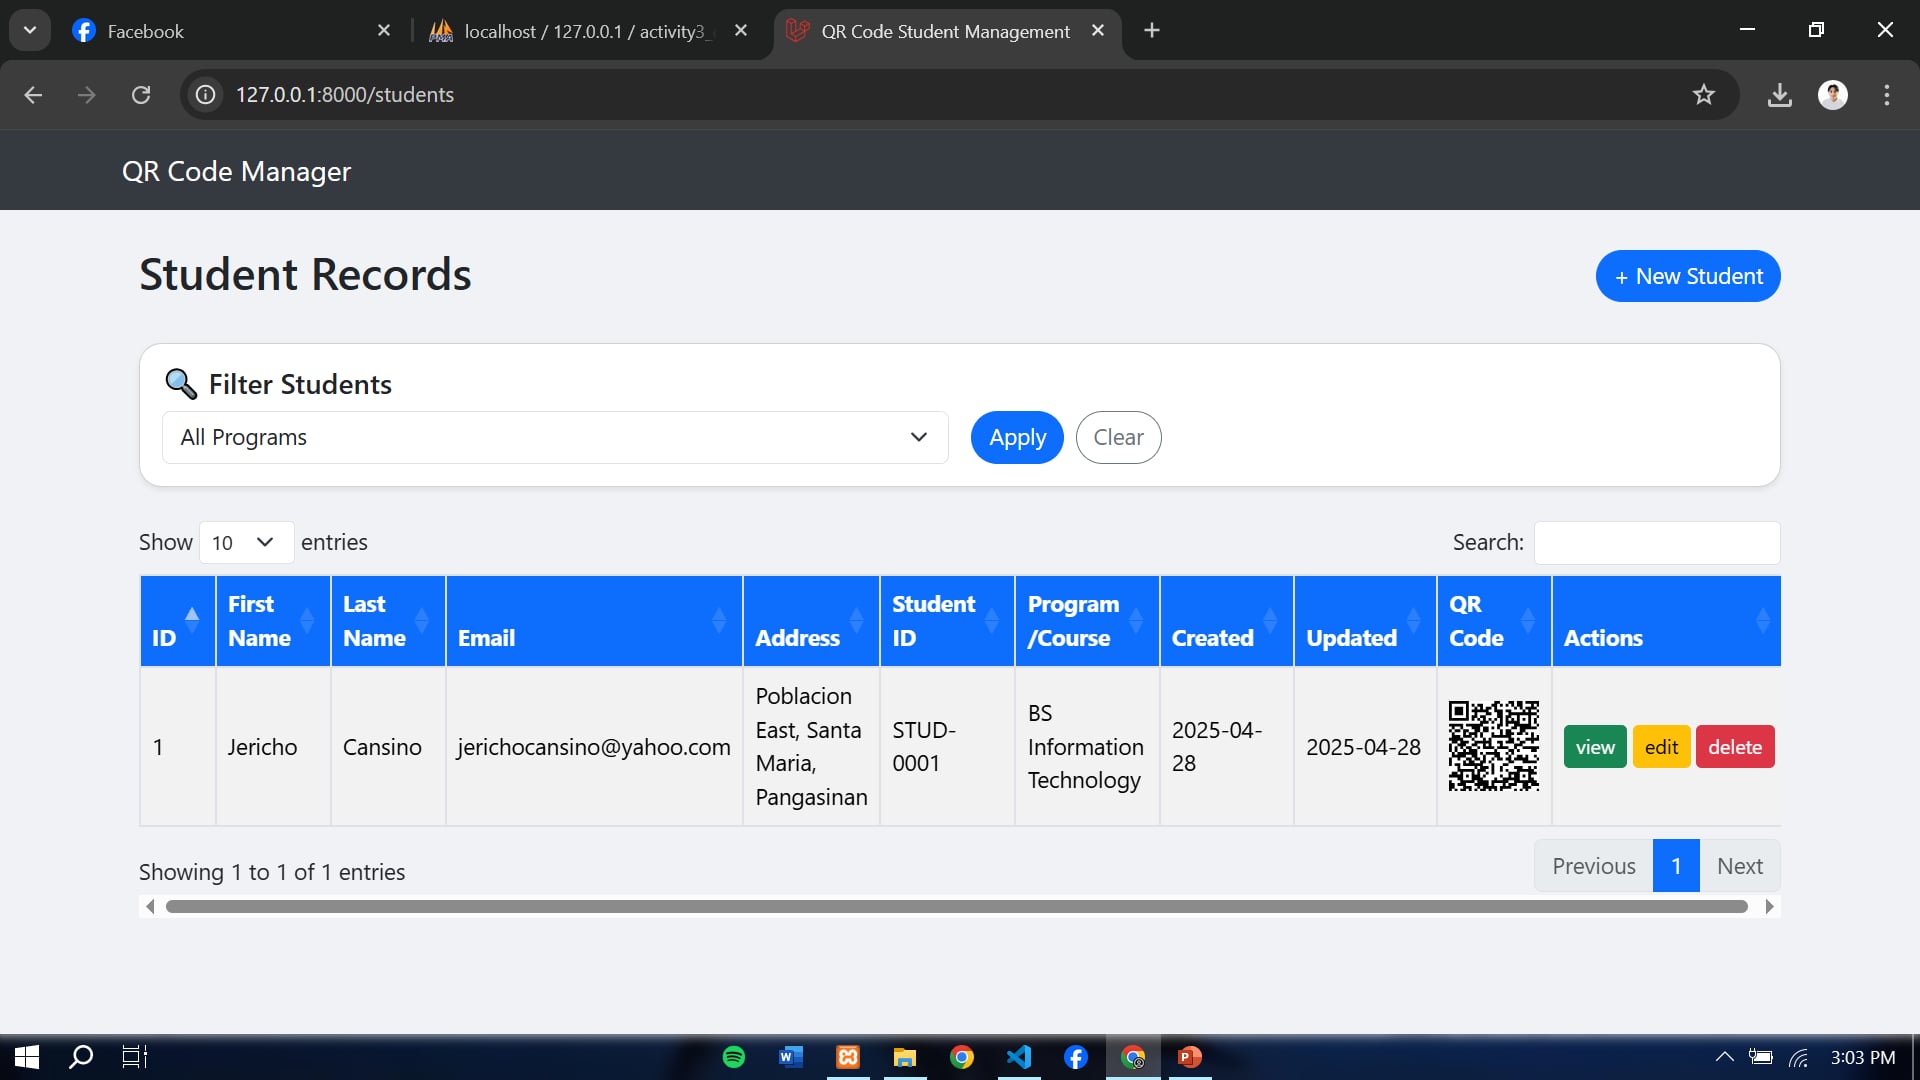 Facebook
localhost / 127.0.0.1 / activity3_
QR Code Student Management
127.0.0.1:8000/students
QR Code Manager
Student Records
+ New Student
Filter Students
All Programs
Apply
Clear
Show 10 entries
Search:
ID
First Name
Last Name
Email
Address
Student ID
Program /Course
Created
Updated
QR Code
Actions
1
Jericho
Cansino
jerichocansino@yahoo.com
Poblacion
East, Santa
Maria,
Pangasinan
STUD-
0001
BS
Information
Technology
2025-04-
28
2025-04-28
view
edit
delete
Showing 1 to 1 of 1 entries
Previous
1
Next
3:03 PM